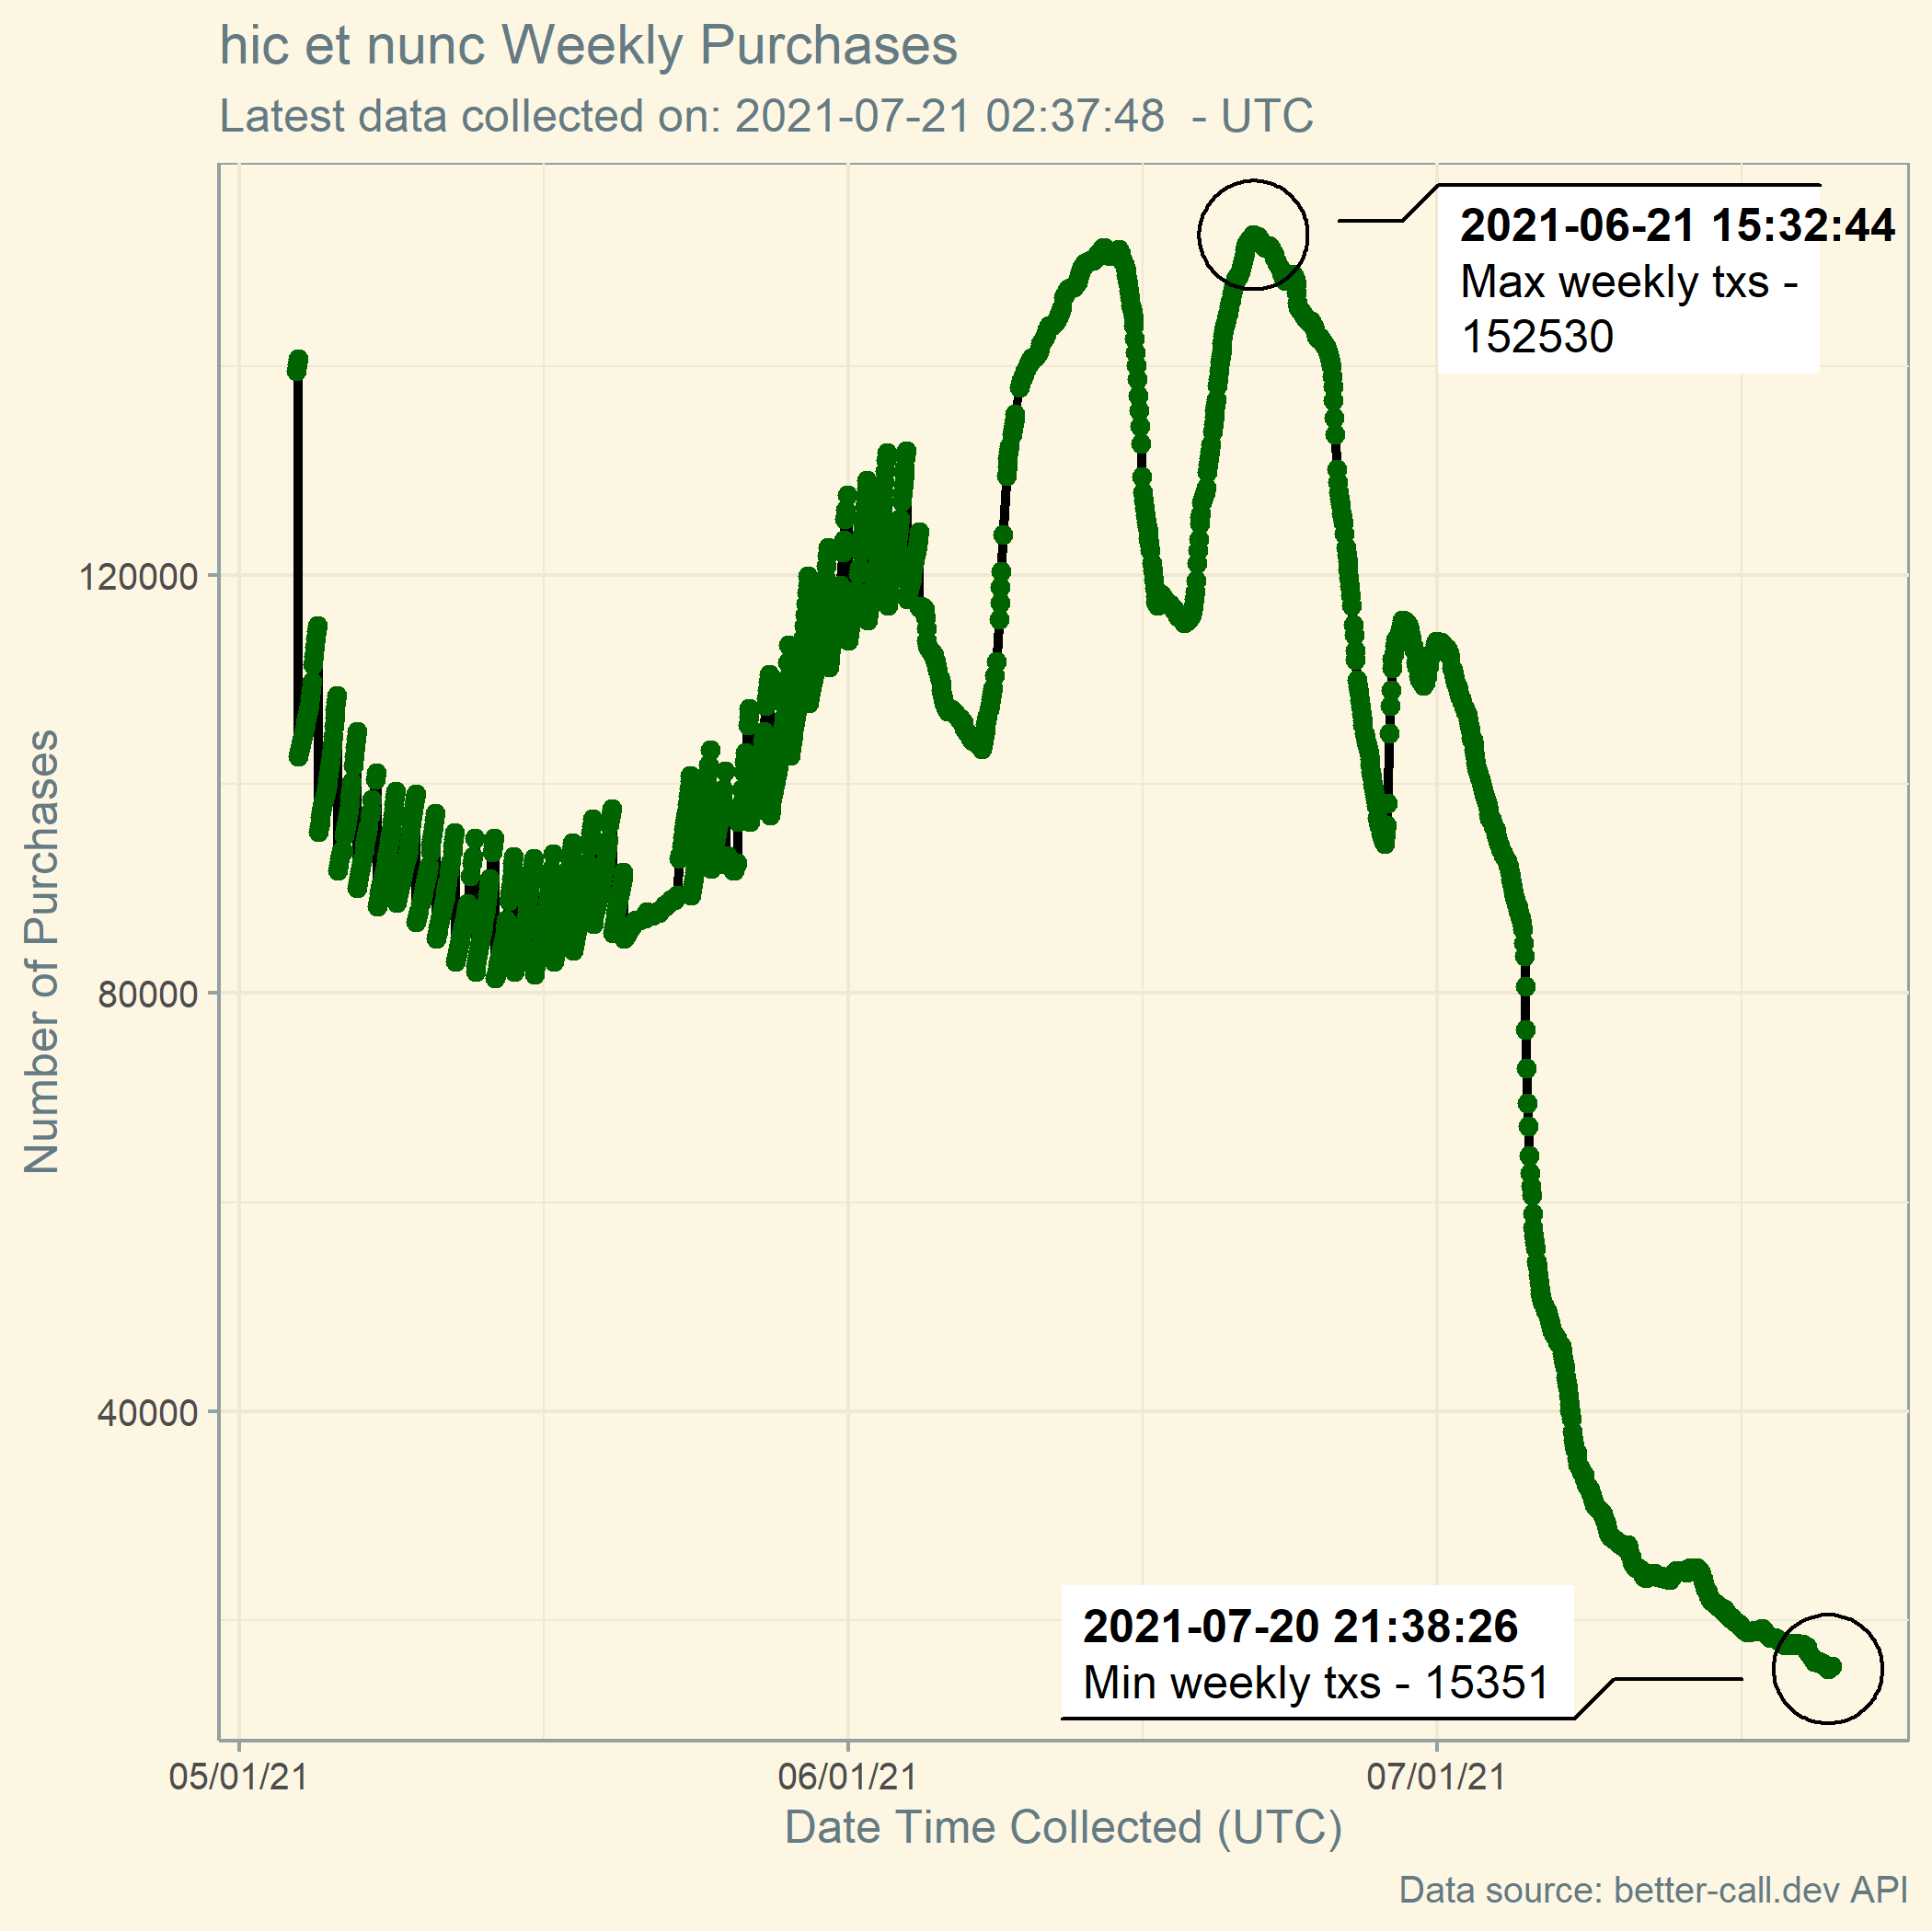 hic et nunc Weekly Purchases
Latest data collected on: 2021-07-21 02:37:48  - UTC
2021-06-21 15:32:44
Max weekly txs -
152530
120000
80000
40000
Number of Purchases
2021-07-20 21:38:26
Min weekly txs - 15351
05/01/21 06/01/21 07/01/21
Date Time Collected (UTC)
Data source: better-call.dev API